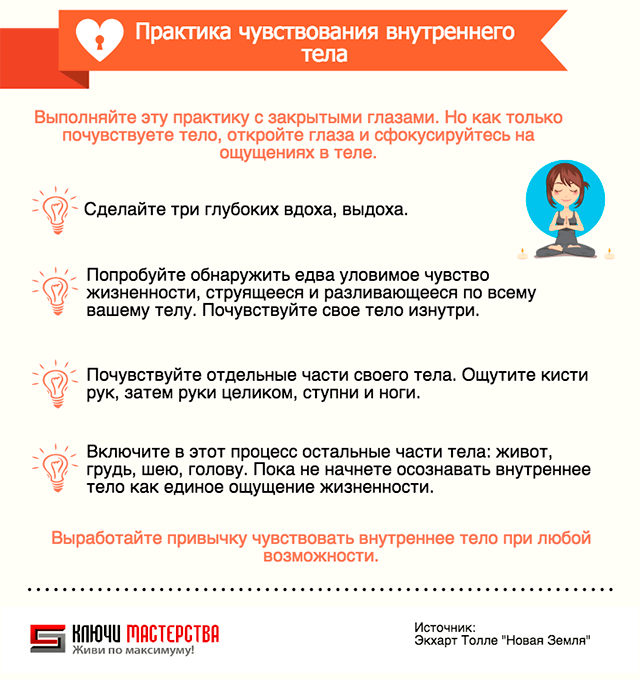 Практика чувствования внутреннего
тела
Выполняйте эту практику с закрытыми глазами. Но как только
почувствуете тело, откройте глаза и сфокусируйтесь на
ощущениях в теле.
Сделайте три глубоких вдоха, выдоха.
Попробуйте обнаружить едва уловимое чувство
жизненности, струящееся и разливающееся по всему
вашему телу. Почувствуйте свое тело изнутри.
Почувствуйте отдельные части своего тела. Ощутите кисти
рук, затем руки целиком, ступни и ноги.
Включите в этот процесс остальные части тела: живот,
грудь, шею, голову. Пока не начнете осознавать внутреннее
тело как единое ощущение жизненности.
Выработайте привычку чувствовать внутреннее тело при любой
возможности.
КЛЮЧИ МАСТЕРСТВА
Живи по максимуму!
Источник:
Экхарт Толле "Новая Земля"